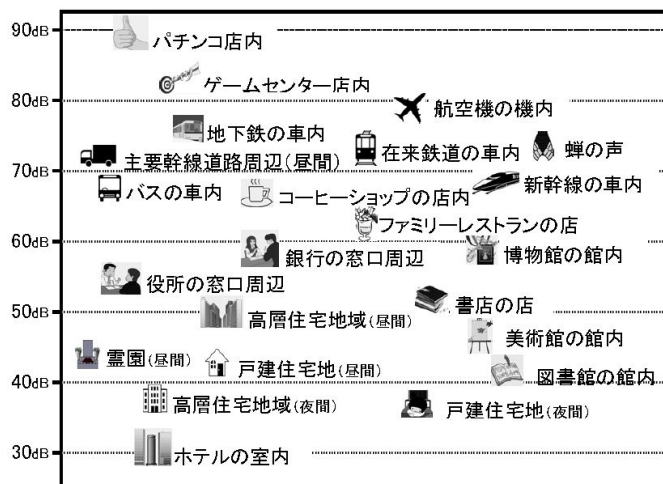 90dB
パチンコ店内
ゲームセンター店内
80dB
航空機の機内
地下鉄の車内
主要幹線道路周辺(昼間)
在来鉄道の車内
蝉の声
70dB
バスの車内
コーヒーショップの店内
新幹線の車内
ファミリーレストランの店
60dB
銀行の窓口周辺
博物館の館内
役所の窓口周辺
50dB
高層住宅地域(昼間)
書店の店
美術館の館内
霊園(昼間)
戸建住宅地(昼間)
図書館の館内
40dB
高層住宅地域(夜間)
戸建住宅地(夜間)
30dB
ホテルの室内